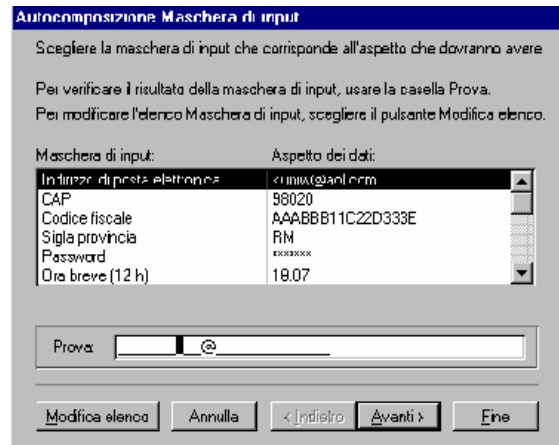 Autocomposizione Maschera di input
Scegliere la maschera di input che corrisponde all'aspetto che dovranno avere
Per verificare il risultato della maschera di input, usare la casella Prova.
Per modificare l'elenco Maschera di input, scegliere il pulsante Modifica elenco.
Maschera di input: Aspetto dei dati:
Indirizzo di posta elettronica
CAP 98020
Codice fiscale AAABBB11C22D333E
Sigla provincia RM
Password *******
Ora breve (12 h) 18.07
Prova: _______ __@____________
Modifica elenco Annulla < Indietro Avanti > Fine